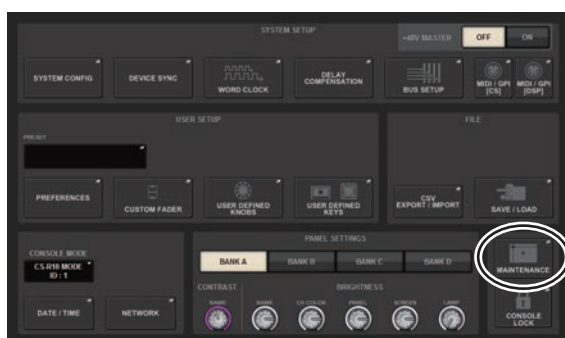 SYSTEM SETUP
+48V MASTER
OFF
ON
SYSTEM CONFIG
DEVICE SYNC
WORD CLOCK
DELAY
COMPENSATION
BUS SETUP
MIDI / GPI
[CS]
MIDI / GPI
[DSP]
USER SETUP
FILE
PRESET
PREFERENCES
CUSTOM FADER
USER DEFINED
KNOBS
USER DEFINED
KEYS
CSV
EXPORT / IMPORT
SAVE / LOAD
CONSOLE MODE
CS-R10 MODE
ID : 1
DATE / TIME
NETWORK
PANEL SETTINGS
BANK A
BANK B
BANK C
BANK D
CONTRAST
BRIGHTNESS
NAME
NAME
CH COLOR
PANEL
SCREEN
LAMP
MAINTENANCE
CONSOLE
LOCK